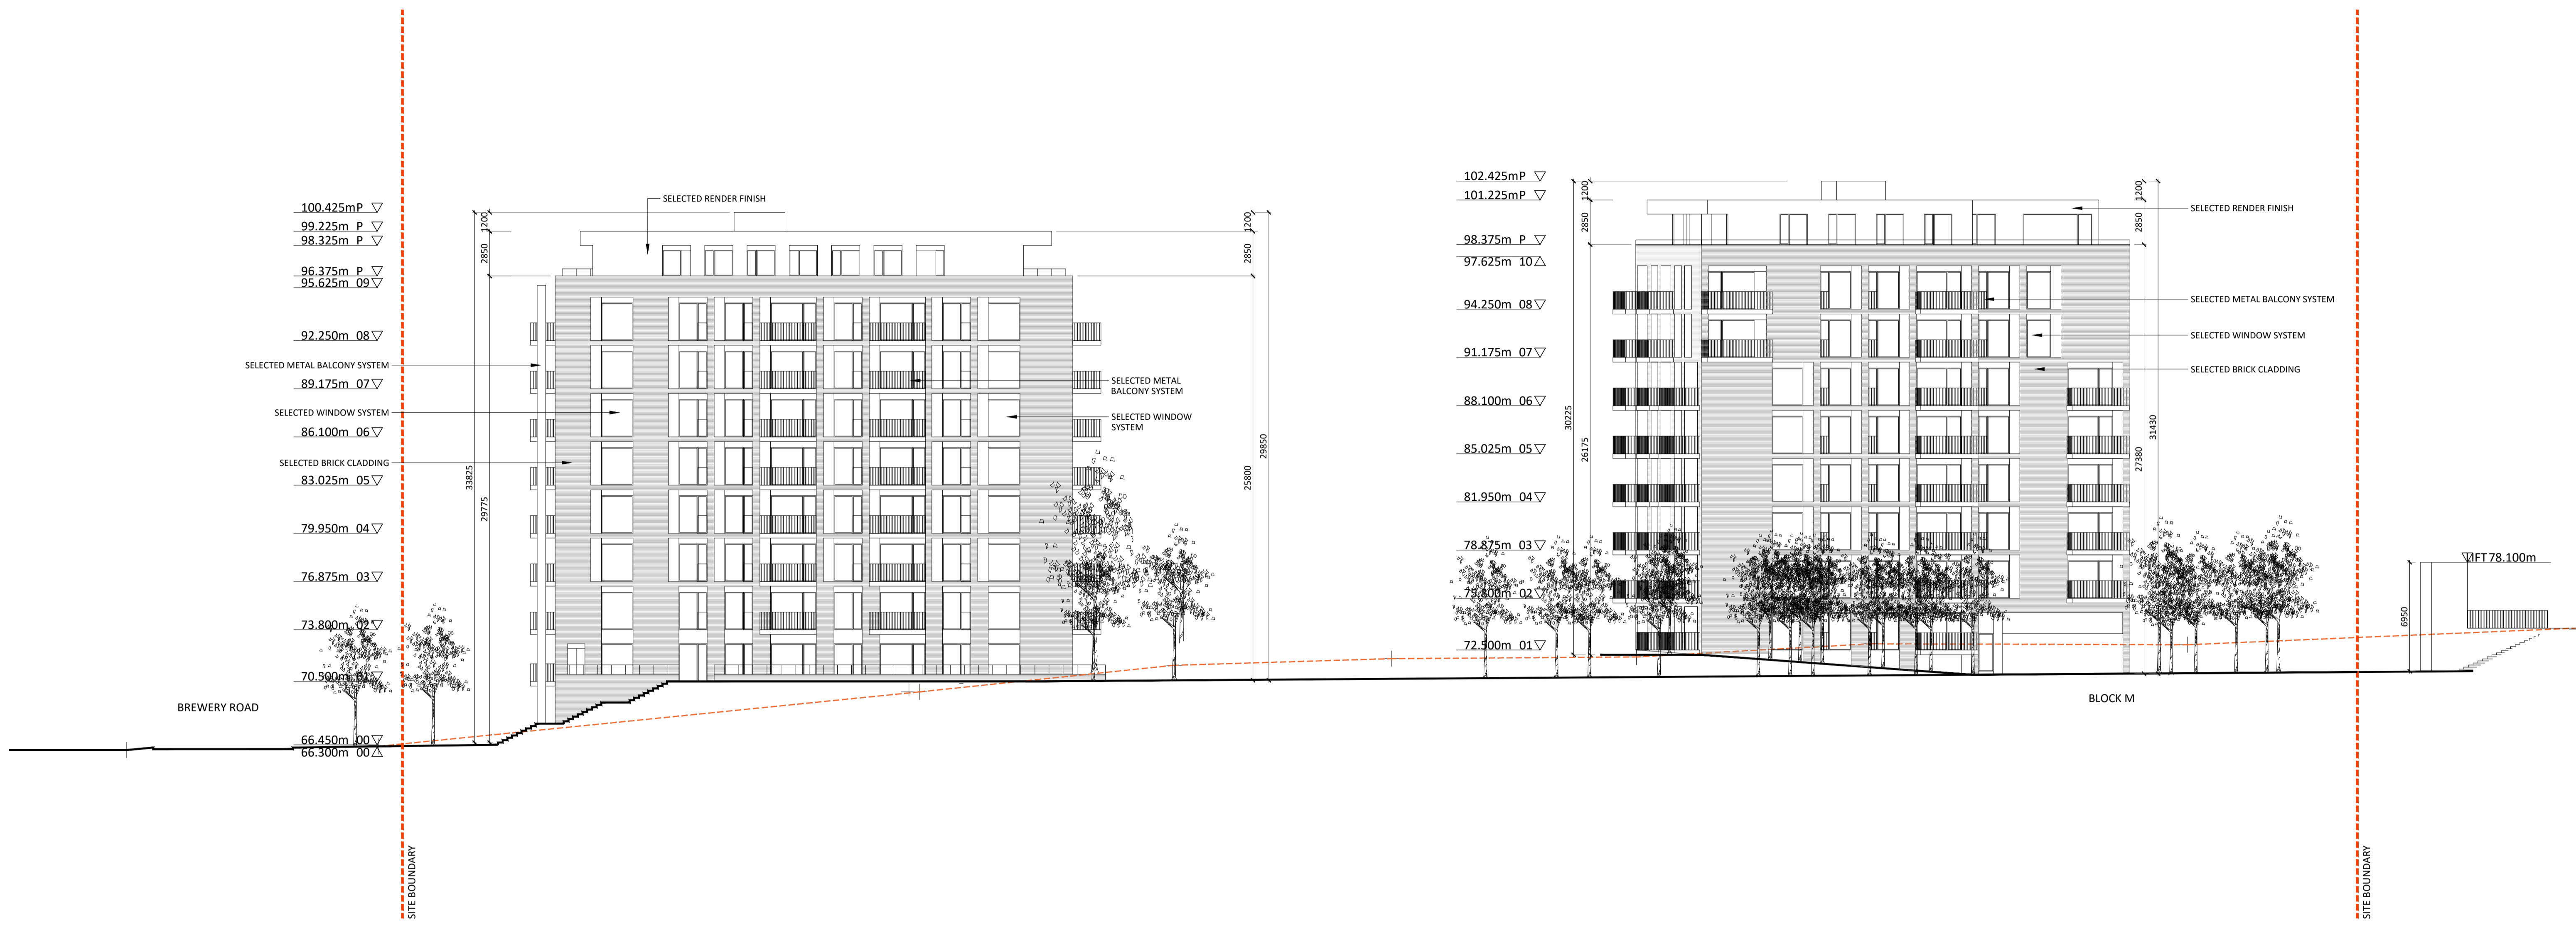 100.425m P
99.225m P
98.325m P
96.375m P
95.625m 09
92.250m 08
SELECTED METAL BALCONY SYSTEM
89.175m 07
SELECTED WINDOW SYSTEM
86.100m 06
SELECTED BRICK CLADDING
83.025m 05
79.950m 04
76.875m 03
73.800m 02
70.500m 01
BREWERY ROAD
66.450m 00
66.300m 00
SITE BOUNDARY
33825
1200
2850
29775
SELECTED RENDER FINISH
SELECTED METAL
BALCONY SYSTEM
SELECTED WINDOW
SYSTEM
1200
2850
25800
29850
102.425m P
101.225m P
98.375m P
97.625m 10
94.250m 08
91.175m 07
88.100m 06
85.025m 05
81.950m 04
78.875m 03
75.800m 02
72.500m 01
30225
1200
2850
26175
1200
2850
27380
31430
SELECTED RENDER FINISH
SELECTED METAL BALCONY SYSTEM
SELECTED WINDOW SYSTEM
SELECTED BRICK CLADDING
BLOCK M
SITE BOUNDARY
6950
LIFT 78.100m